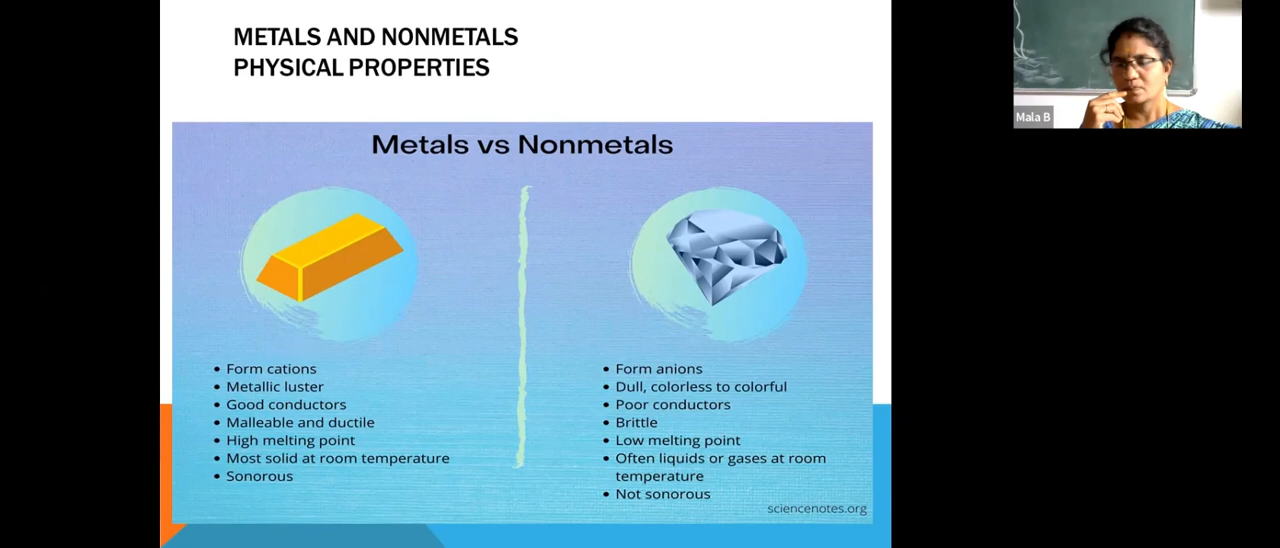 METALS AND NONMETALS
PHYSICAL PROPERTIES
Mala B
Metals vs Nonmetals
• Form cations
• Metallic luster
• Good conductors
• Malleable and ductile
• High melting point
• Most solid at room temperature
• Sonorous
• Form anions
• Dull, colorless to colorful
• Poor conductors
• Brittle
• Low melting point
• Often liquids or gases at room
temperature
• Not sonorous
sciencenotes.org